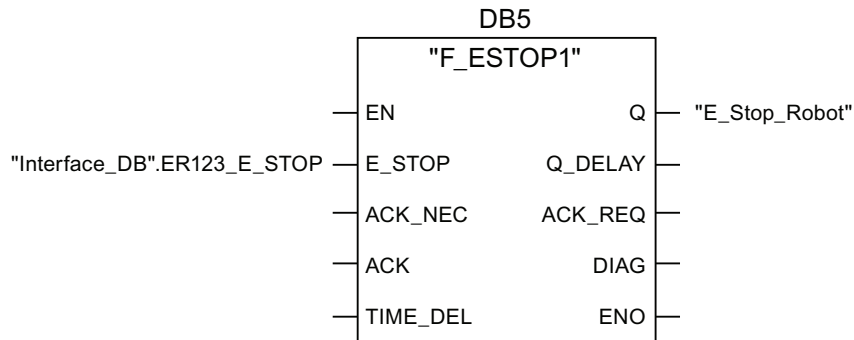 DB5
"F_ESTOP1"
EN Q "E_Stop_Robot"
"Interface_DB".ER123_E_STOP E_STOP Q_DELAY
ACK_NEC ACK_REQ
ACK DIAG
TIME_DEL ENO